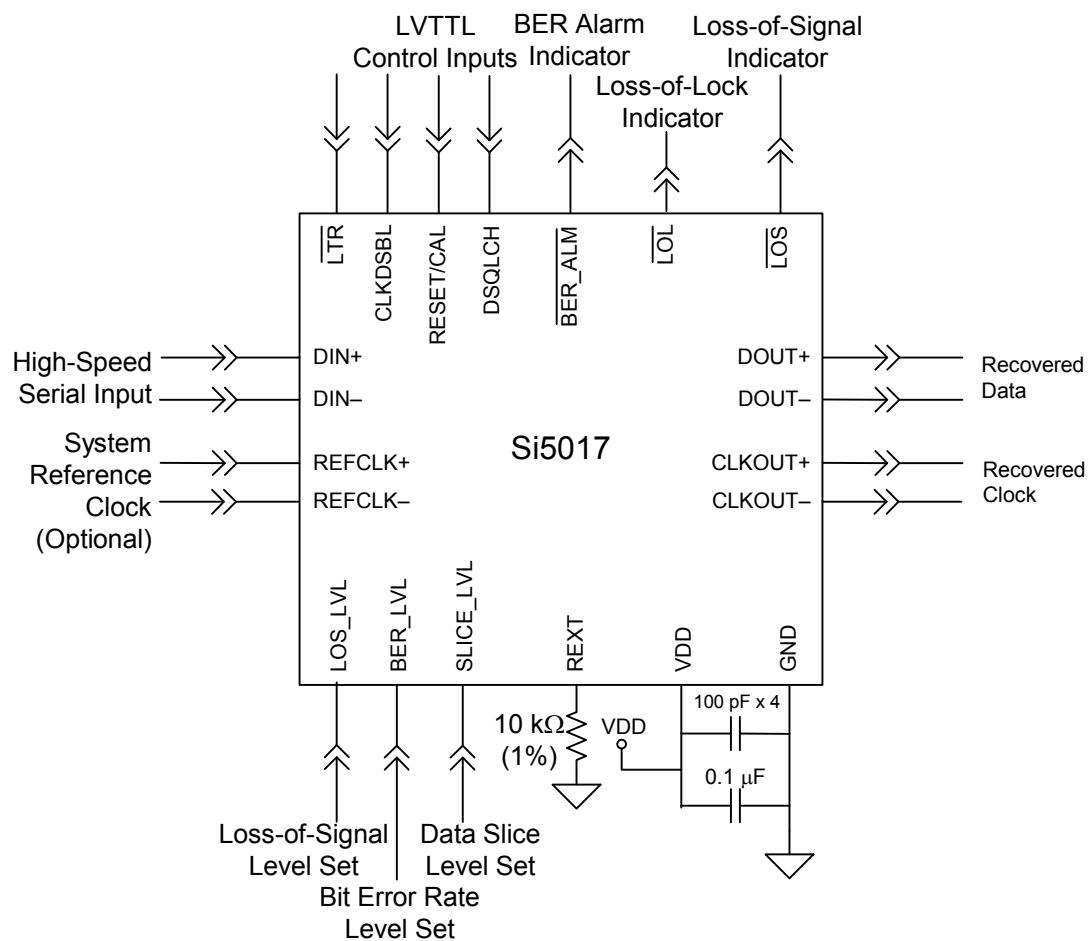 LVTTL
Control Inputs
BER Alarm
Indicator
Loss-of-Signal
Indicator
Loss-of-Lock
Indicator
LTR
CLKDSBL
RESET/CAL
DSQLCH
BER_ALM
LOL
LOS
High-Speed
Serial Input
DIN+
DIN–
System
Reference
Clock
(Optional)
REFCLK+
REFCLK–
Si5017
DOUT+
DOUT–
Recovered
Data
CLKOUT+
CLKOUT–
Recovered
Clock
LOS_LVL
BER_LVL
SLICE_LVL
REXT
VDD
GND
10 kΩ
(1%)
VDD
100 pF x 4
0.1 μF
Loss-of-Signal
Level Set
Data Slice
Level Set
Bit Error Rate
Level Set